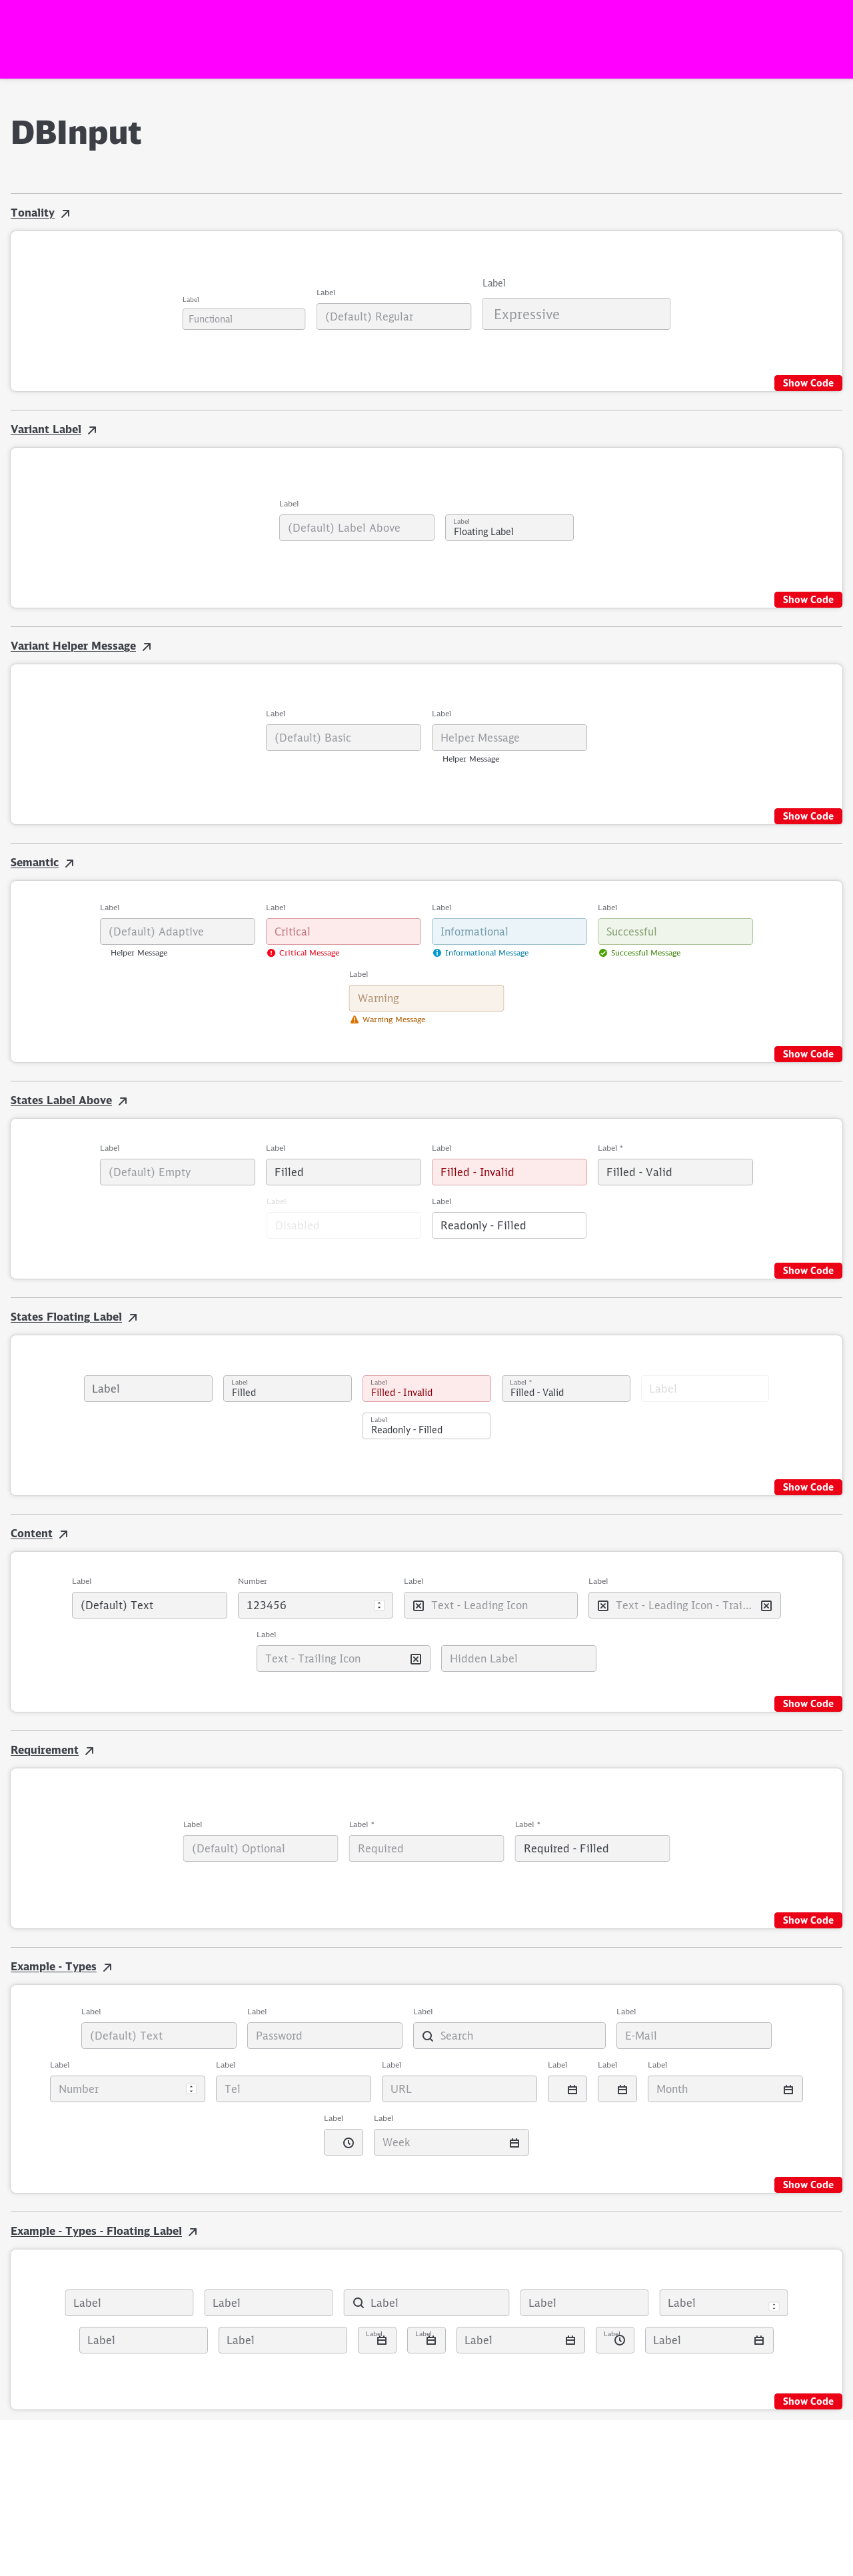 DBInput
Tonality
Label
Label
Label
Functional
(Default) Regular
Expressive
Show Code
Variant Label
Label
(Default) Label Above
Label
Floating Label
Show Code
Variant Helper Message
Label
Label
(Default) Basic
Helper Message
Helper Message
Show Code
Semantic
Label
Label
Label
Label
(Default) Adaptive
Critical
Informational
Successful
Helper Message
Critical Message
Informational Message
Successful Message
Label
Warning
Warning Message
Show Code
States Label Above
Label
Label
Label
Label *
(Default) Empty
Filled
Filled - Invalid
Filled - Valid
Label
Label
Disabled
Readonly - Filled
Show Code
States Floating Label
Label
Label
Filled
Label
Filled - Invalid
Label *
Filled - Valid
Label
Label
Readonly - Filled
Show Code
Content
Label
Number
Label
Label
(Default) Text
123456
Text - Leading Icon
Text - Leading Icon - Trai...
Label
Text - Trailing Icon
Hidden Label
Show Code
Requirement
Label
Label *
Label *
(Default) Optional
Required
Required - Filled
Show Code
Example - Types
Label
Label
Label
Label
(Default) Text
Password
Search
E-Mail
Label
Label
Label
Label
Label
Label
Number
Tel
URL
Month
Label
Label
Week
Show Code
Example - Types - Floating Label
Label
Label
Label
Label
Label
Label
Label
Label
Label
Label
Label
Label
Show Code